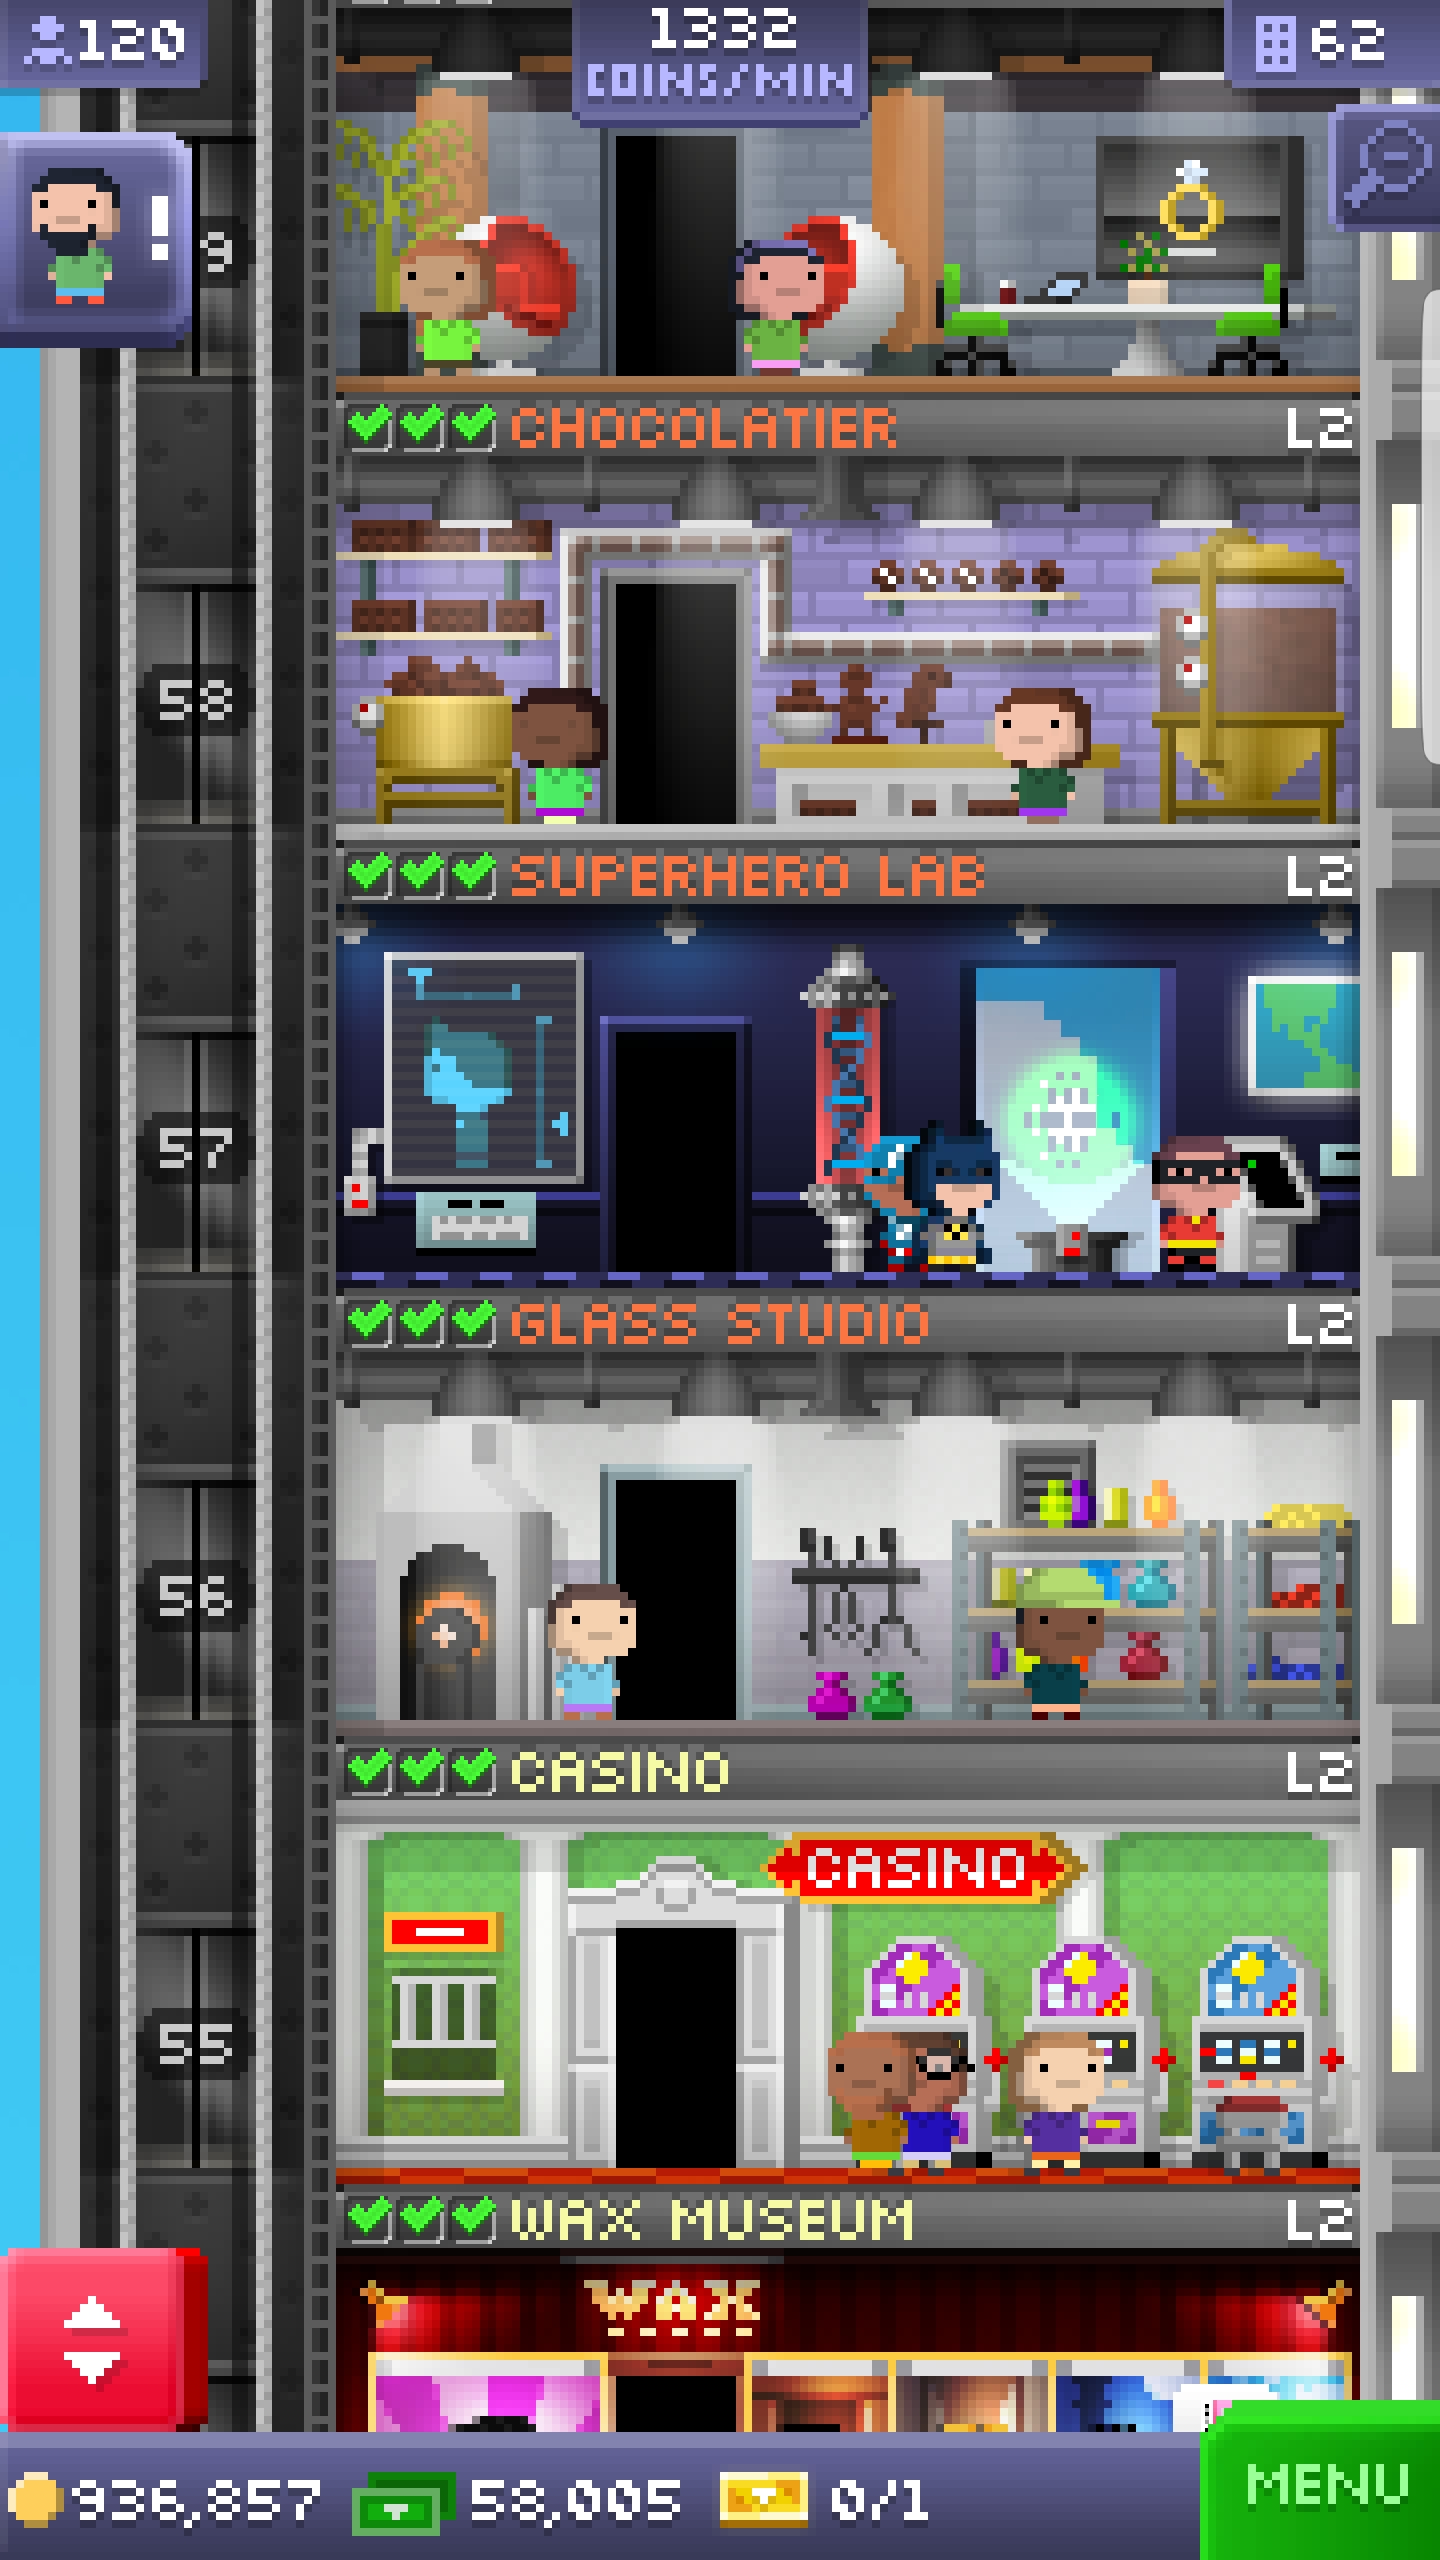 120
1332
COINS/MIN
62
!
9
CHOCOLATIER L2
58
SUPERHERO LAB L2
57
GLASS STUDIO L2
56
CASINO L2
CASINO
55
WAX MUSEUM L2
WAX
936,857 58,005 0/1 MENU